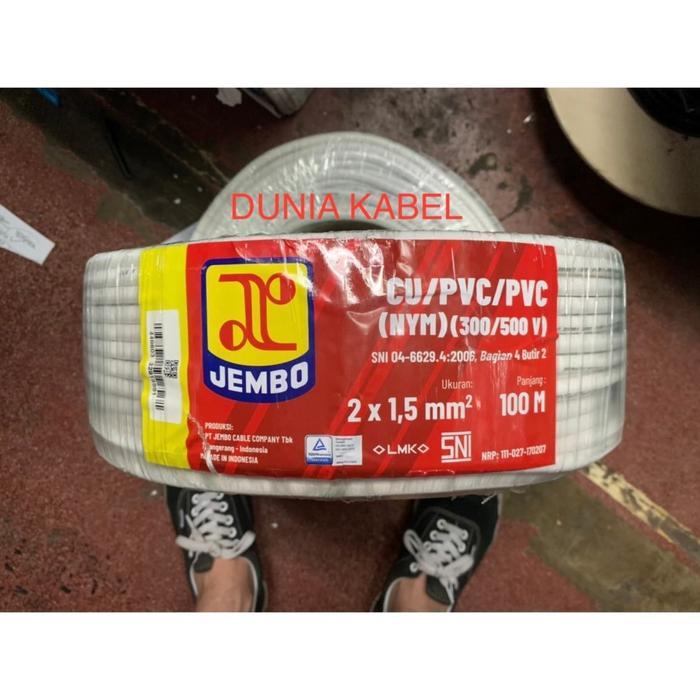 DUNIA KABEL
JEMBO
CU/PVC/PVC
(NYM) (300/500 V)
SNI 04-6629.4:2006, Bagian 4 Butir 2
Ukuran:
2 x 1,5 mm²
Panjang:
100 M
PRODUKSI:
PT JEMBO CABLE COMPANY Tbk
Tangerang - Indonesia
MADE IN INDONESIA
LMK
SNI
NRP: 111-027-170207